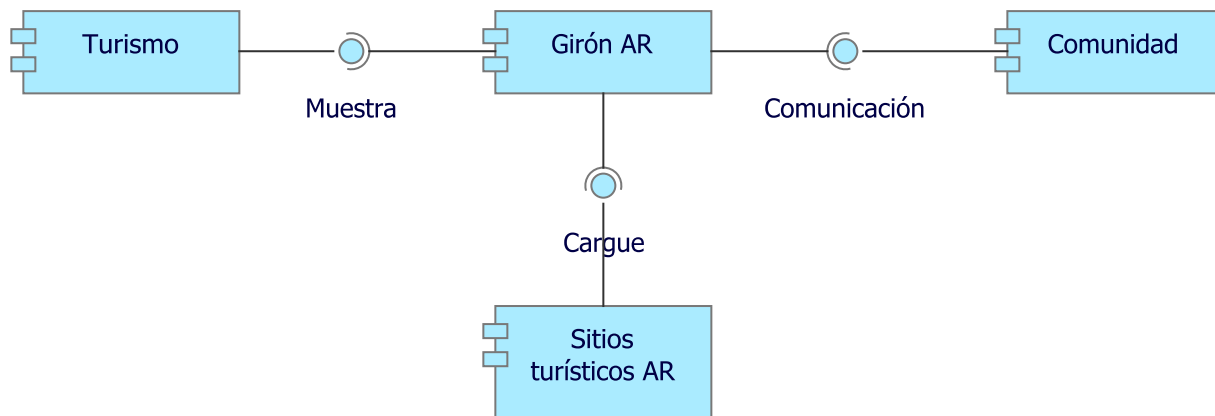 Turismo
Girón AR
Comunidad
Muestra
Comunicación
Cargue
Sitios
turísticos AR